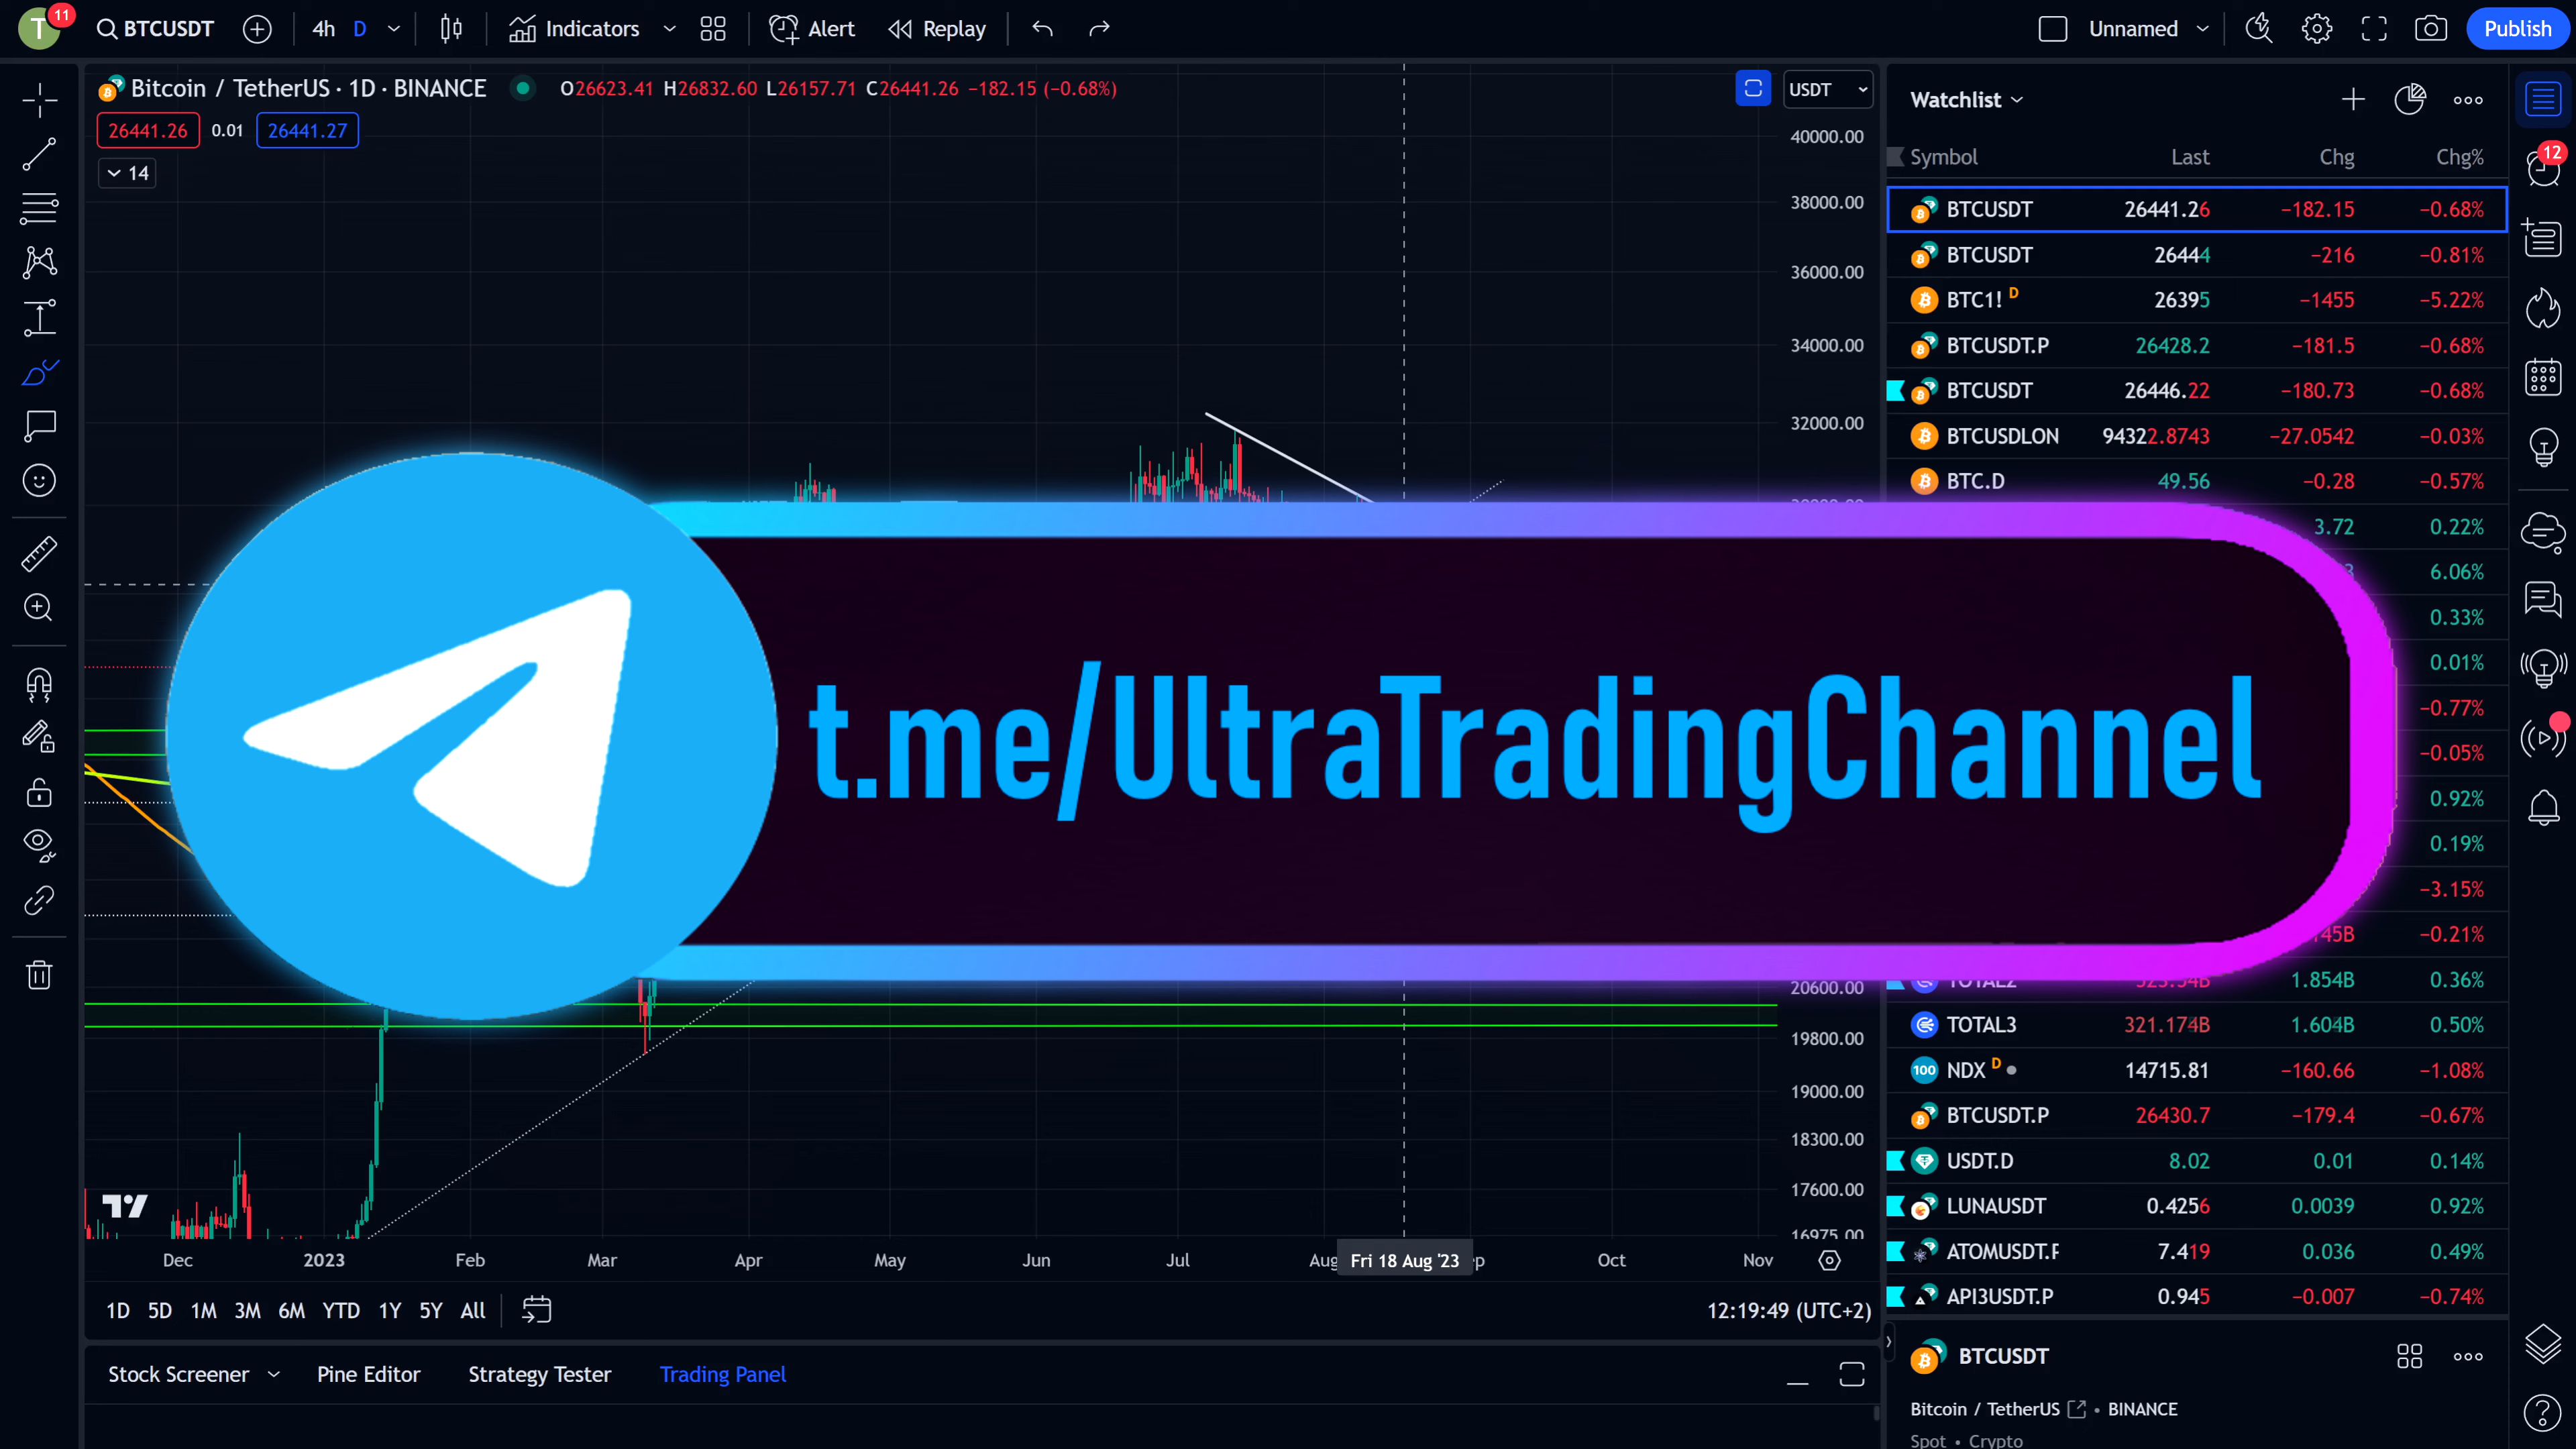 T 11 BTCUSDT 4h D Indicators Alert Replay Unnamed Publish
Bitcoin / TetherUS · 1D · BINANCE O26623.41 H26832.60 L26157.71 C26441.26 −182.15 (−0.68%) USDT
26441.26 0.01 26441.27
14
40000.00
38000.00
36000.00
34000.00
32000.00
t.me/UltraTradingChannel
20600.00
19800.00
19000.00
18300.00
17600.00
16975.00
Dec 2023 Feb Mar Apr May Jun Jul Aug Fri 18 Aug '23 Oct Nov
1D 5D 1M 3M 6M YTD 1Y 5Y All 12:19:49 (UTC+2)
Stock Screener Pine Editor Strategy Tester Trading Panel
Watchlist
Symbol Last Chg Chg%
BTCUSDT 26441.26 −182.15 −0.68%
BTCUSDT 26444 −216 −0.81%
BTC1! D 26395 −1455 −5.22%
BTCUSDT.P 26428.2 −181.5 −0.68%
BTCUSDT 26446.22 −180.73 −0.68%
BTCUSDLON 94322.8743 −27.0542 −0.03%
BTC.D 49.56 −0.28 −0.57%
3.72 0.22%
6.06%
0.33%
0.01%
−0.77%
−0.05%
0.92%
0.19%
−3.15%
−0.21%
TOTAL2 1.854B 0.36%
TOTAL3 321.174B 1.604B 0.50%
100 NDX D 14715.81 −160.66 −1.08%
BTCUSDT.P 26430.7 −179.4 −0.67%
USDT.D 8.02 0.01 0.14%
LUNAUSDT 0.4256 0.0039 0.92%
ATOMUSDT.F 7.419 0.036 0.49%
API3USDT.P 0.945 −0.007 −0.74%
BTCUSDT
Bitcoin / TetherUS • BINANCE
Spot • Crypto
12